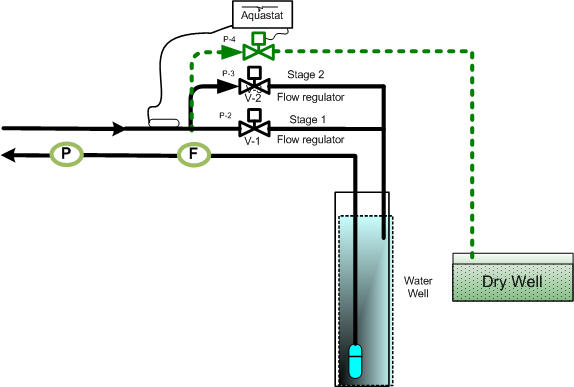 Aquastat
P-4
P-3
Stage 2
V-2
Flow regulator
P-2
Stage 1
V-1
Flow regulator
P
F
Water
Well
Dry Well